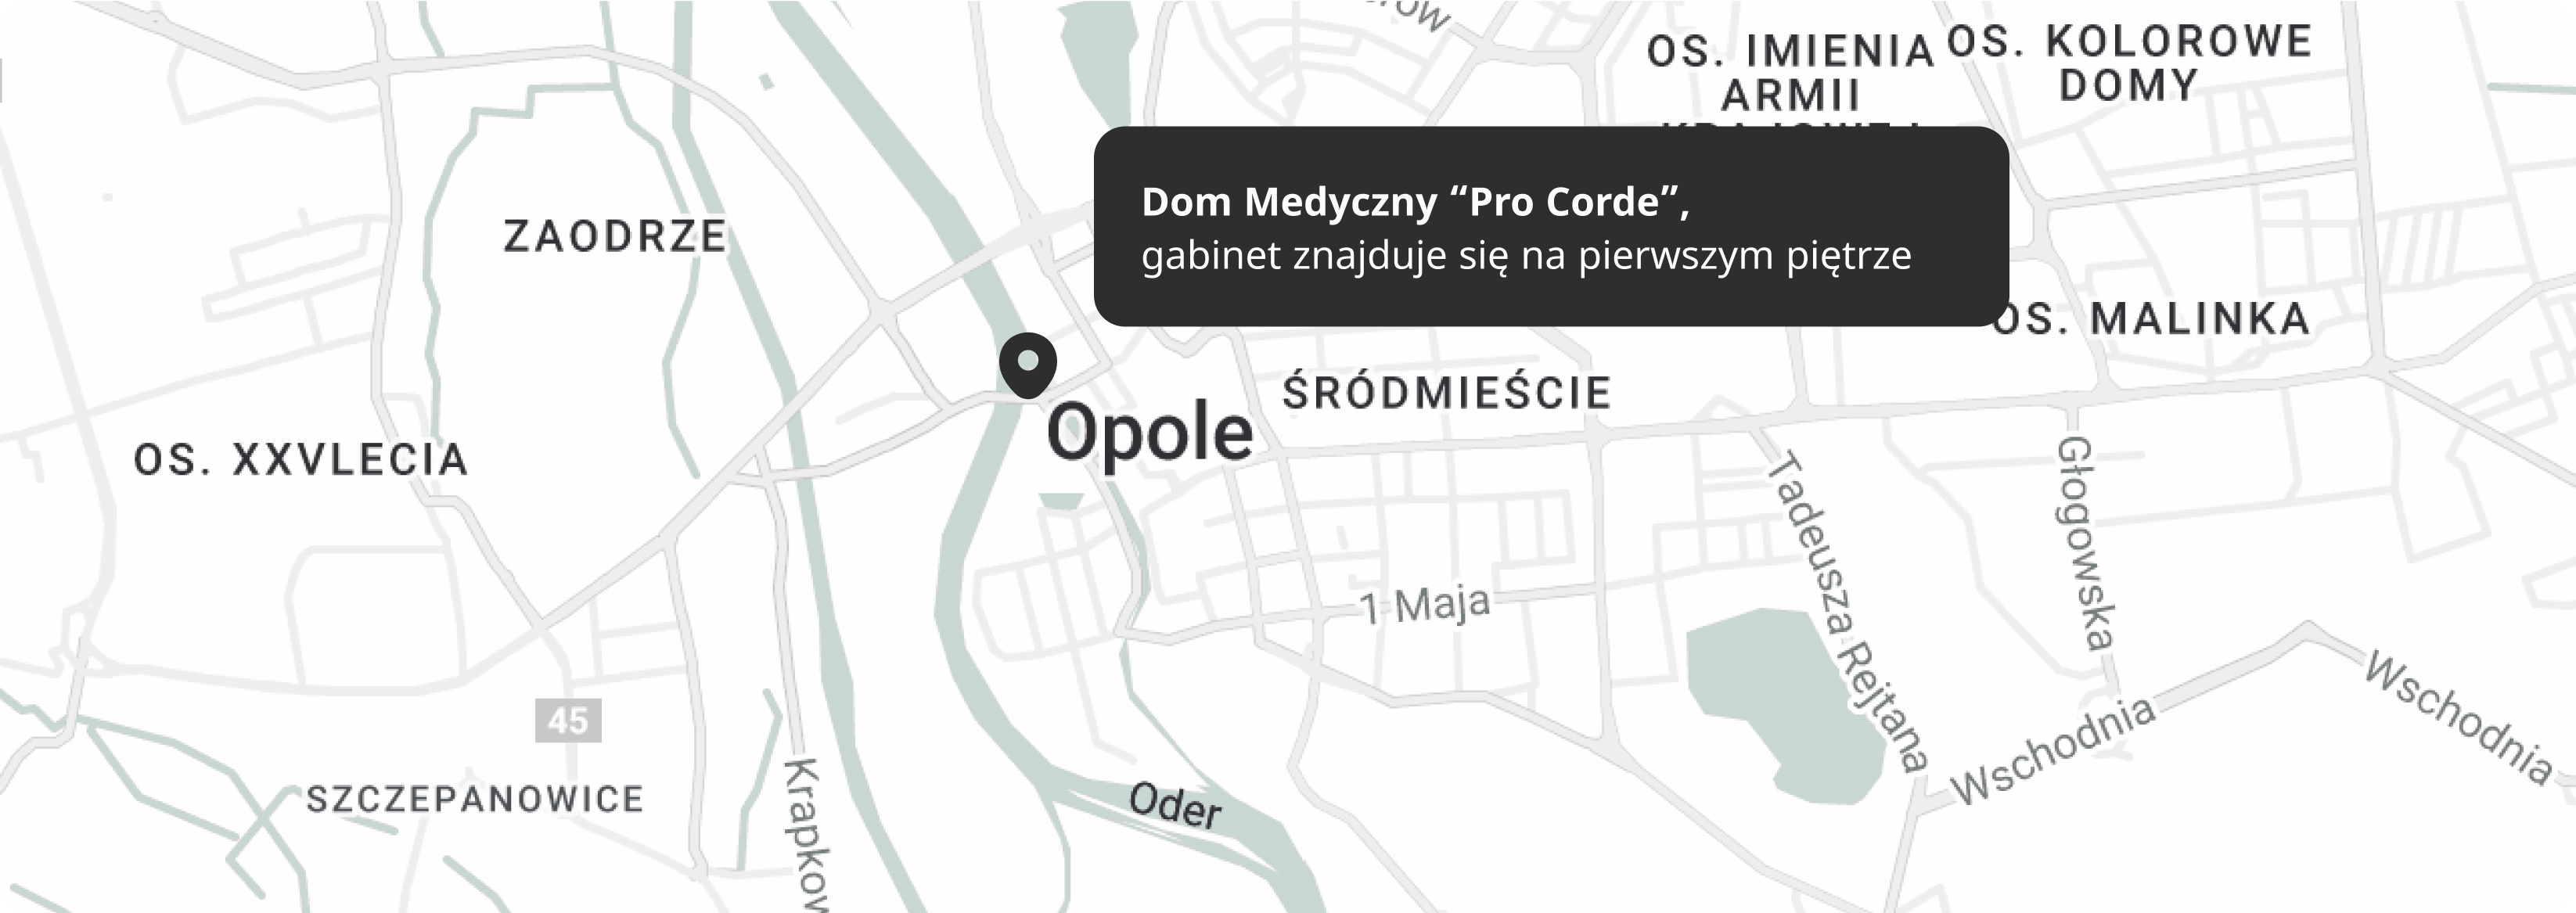 OS. IMIENIA
ARMII
OS. KOLOROWE
DOMY
Dom Medyczny “Pro Corde”,
gabinet znajduje się na pierwszym piętrze
ZAODRZE
OS. MALINKA
ŚRÓDMIEŚCIE
Opole
OS. XXVLECIA
Głogowska
Tadeusza Rejtana
1 Maja
45
Wschodnia
Wschodnia
SZCZEPANOWICE
Oder